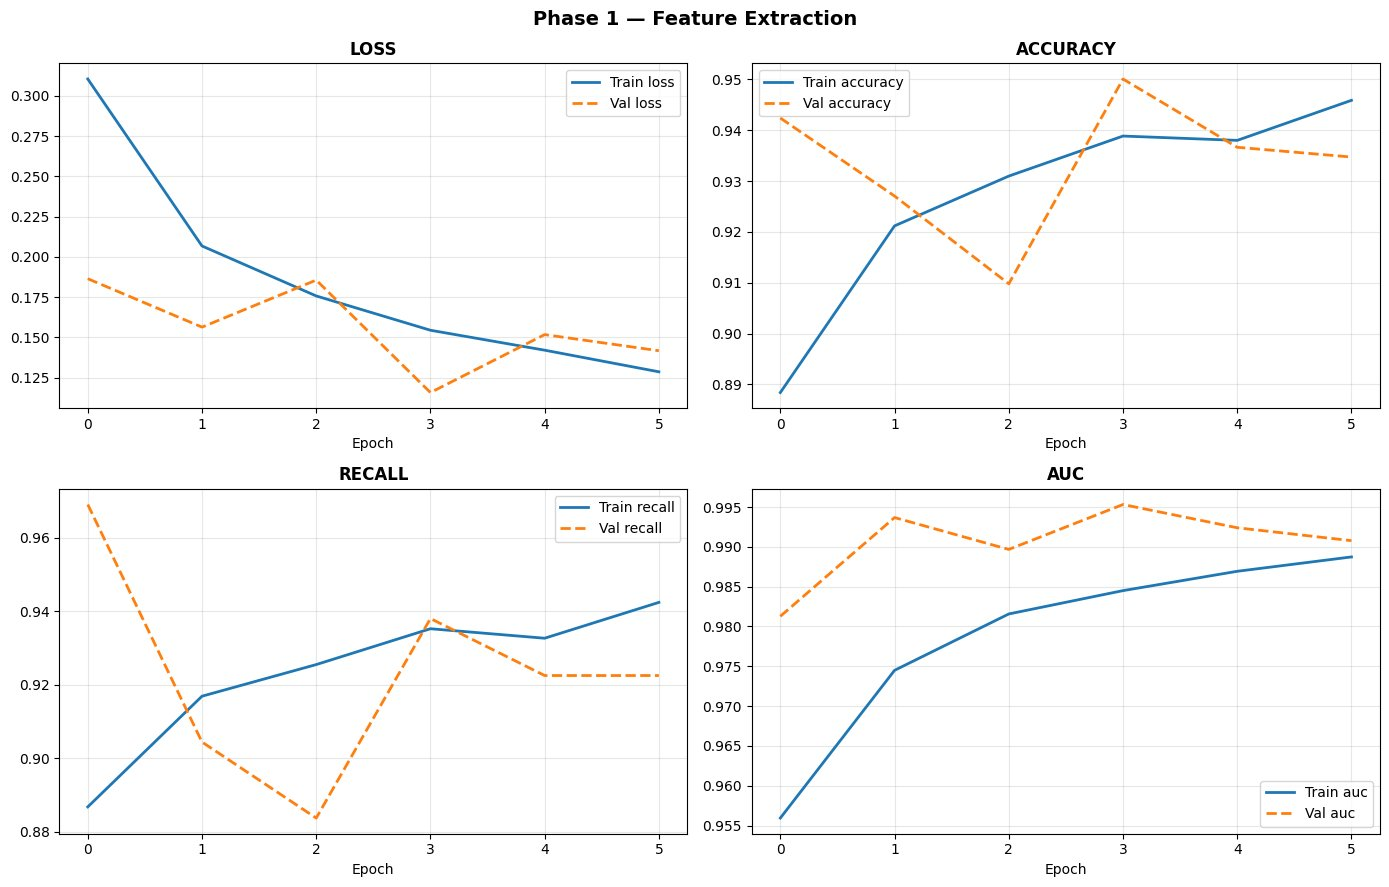 Phase 1 — Feature Extraction
LOSS
Train loss
Val loss
0.300
0.275
0.250
0.225
0.200
0.175
0.150
0.125
0 1 2 3 4 5
Epoch
ACCURACY
Train accuracy
Val accuracy
0.95
0.94
0.93
0.92
0.91
0.90
0.89
0 1 2 3 4 5
Epoch
RECALL
Train recall
Val recall
0.96
0.94
0.92
0.90
0.88
0 1 2 3 4 5
Epoch
AUC
0.995
0.990
0.985
0.980
0.975
0.970
0.965
0.960
0.955
Train auc
Val auc
0 1 2 3 4 5
Epoch